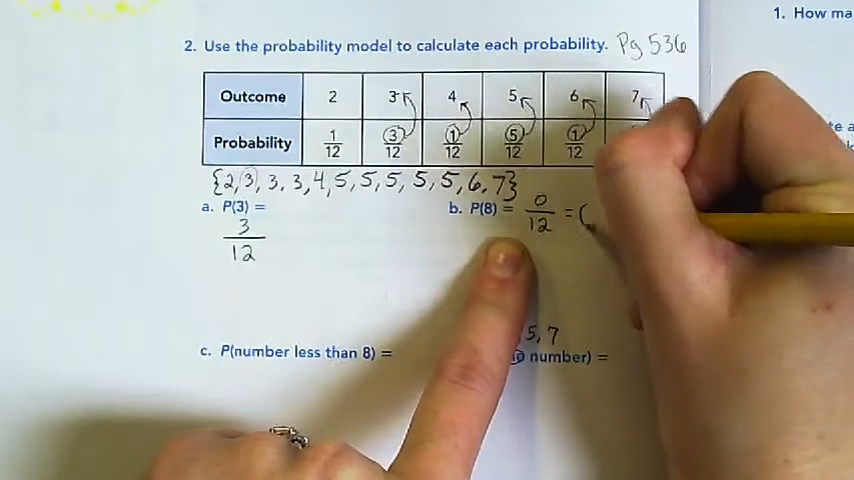 1. How ma
2. Use the probability model to calculate each probability. Pg 536
Outcome 2 3 4 5 6 7
Probability 1/12 3/12 1/12 5/12 1/12
{2, 3, 3, 3, 4, 5, 5, 5, 5, 5, 6, 7}
a. P(3) = 3/12
b. P(8) = 0/12 =
5, 7
c. P(number less than 8) =
number) =